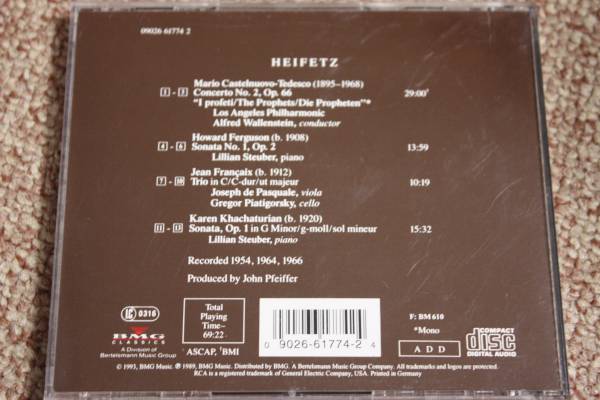 09026 61774 2
HEIFETZ
Mario Castelnuovo-Tedesco (1895–1968)
1 - 3 Concerto No. 2, Op. 66 29:00†
"I profeti/The Prophets/Die Propheten"*
Los Angeles Philharmonic
Alfred Wallenstein, conductor
Howard Ferguson (b. 1908)
4 - 6 Sonata No. 1, Op. 2 13:59
Lillian Steuber, piano
Jean Françaix (b. 1912)
7 - 10 Trio in C/C-dur/ut majeur 10:19
Joseph de Pasquale, viola
Gregor Piatigorsky, cello
Karen Khachaturian (b. 1920)
11 - 13 Sonata, Op. 1 in G Minor/g-moll/sol mineur 15:32
Lillian Steuber, piano
Recorded 1954, 1964, 1966
Produced by John Pfeiffer
LC 0316
BMG
CLASSICS
A Division of
Bertelsmann Music Group
Total
Playing
Time–
69:22
ASCAP, †BMI
0 9026-61774-2 4
F: BM 610
*Mono
A D D
COMPACT
disc
DIGITAL AUDIO
© 1993, BMG Music. ℗ 1989, BMG Music. Distributed by BMG. A Bertelsmann Music Group Company. All trademarks and logos are protected.
RCA is a registered trademark of General Electric Company, USA. Printed in Germany